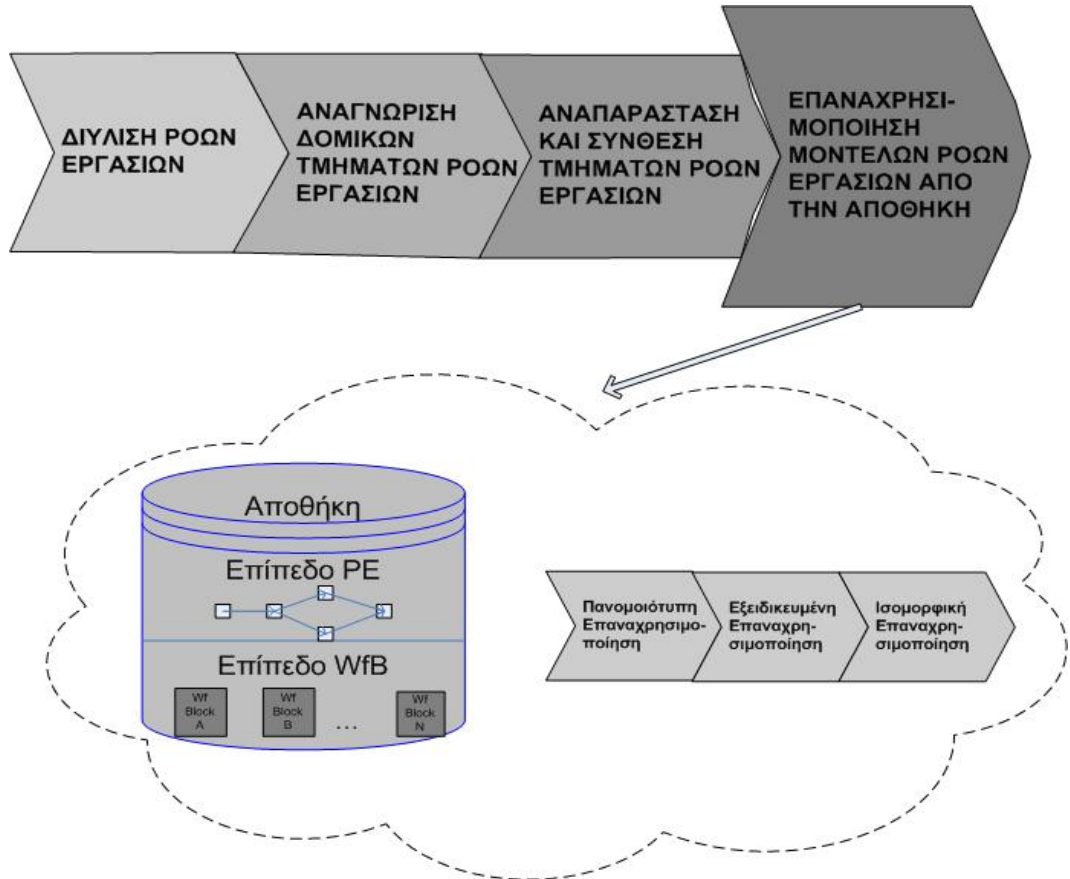 ΔΙΥΛΙΣΗ ΡΟΩΝ
ΕΡΓΑΣΙΩΝ
ΑΝΑΓΝΩΡΙΣΗ
ΔΟΜΙΚΩΝ
ΤΜΗΜΑΤΩΝ ΡΟΩΝ
ΕΡΓΑΣΙΩΝ
ΑΝΑΠΑΡΑΣΤΑΣΗ
ΚΑΙ ΣΥΝΘΕΣΗ
ΤΜΗΜΑΤΩΝ ΡΟΩΝ
ΕΡΓΑΣΙΩΝ
ΕΠΑΝΑΧΡΗΣΙ-
ΜΟΠΟΙΗΣΗ
ΜΟΝΤΕΛΩΝ ΡΟΩΝ
ΕΡΓΑΣΙΩΝ ΑΠΟ
ΤΗΝ ΑΠΟΘΗΚΗ
Αποθήκη
Επίπεδο ΡΕ
Επίπεδο WfB
Wf
Block
A
Wf
Block
B
...
Wf
Block
N
Πανομοιότυπη
Επαναχρησιμο-
ποίηση
Εξειδικευμένη
Επαναχρη-
σιμοποίηση
Ισομορφική
Επαναχρη-
σιμοποίηση